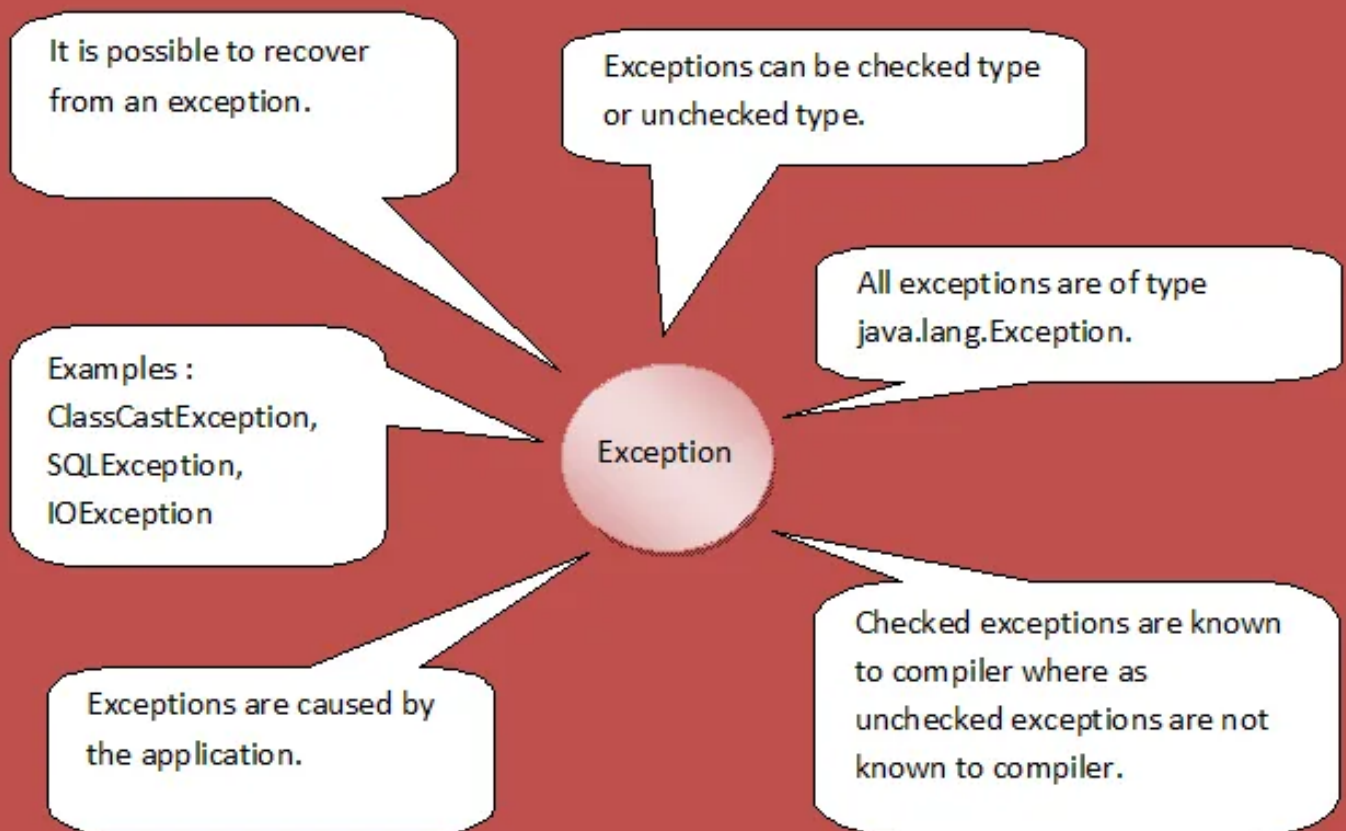 It is possible to recover
from an exception.
Exceptions can be checked type
or unchecked type.
All exceptions are of type
java.lang.Exception.
Examples :
ClassCastException,
SQLException,
IOException
Exception
Exceptions are caused by
the application.
Checked exceptions are known
to compiler where as
unchecked exceptions are not
known to compiler.